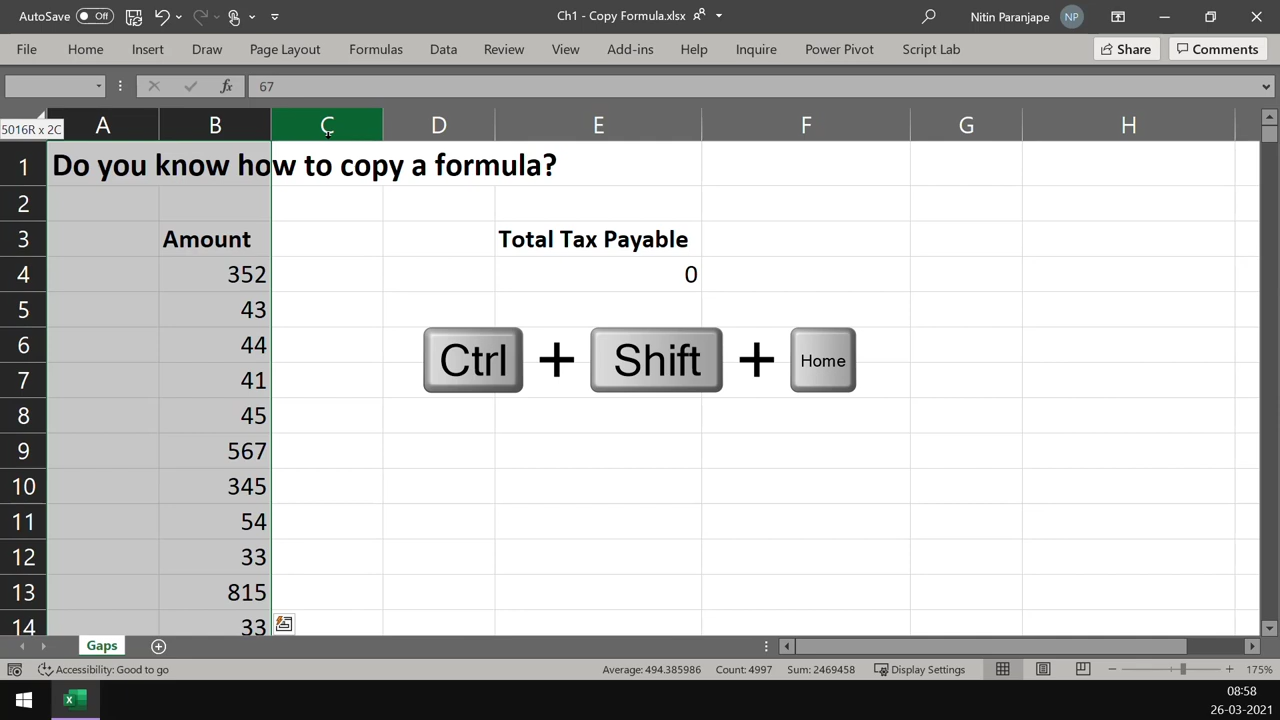 AutoSave Off Ch1 - Copy Formula.xlsx Nitin Paranjape NP
File Home Insert Draw Page Layout Formulas Data Review View Add-ins Help Inquire Power Pivot Script Lab Share Comments
fx 67
5016R x 2C A B C D E F G H
1 Do you know how to copy a formula?
2
3 Amount Total Tax Payable
4 352 0
5 43
6 44
Ctrl + Shift + Home
7 41
8 45
9 567
10 345
11 54
12 33
13 815
14 33
Gaps
Accessibility: Good to go Average: 494.385986 Count: 4997 Sum: 2469458 Display Settings 175%
08:58
26-03-2021